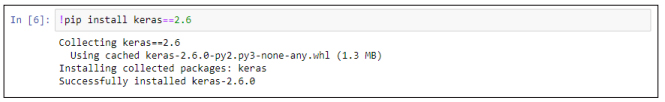 In [6]: !pip install keras==2.6
Collecting keras==2.6
Using cached keras-2.6.0-py2.py3-none-any.whl (1.3 MB)
Installing collected packages: keras
Successfully installed keras-2.6.0